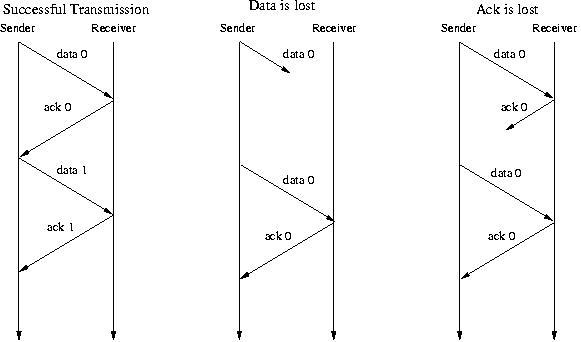 Successful Transmission
Sender Receiver
data 0
ack 0
data 1
ack 1
Data is lost
Sender Receiver
data 0
data 0
ack 0
Ack is lost
Sender Receiver
data 0
ack 0
data 0
ack 0